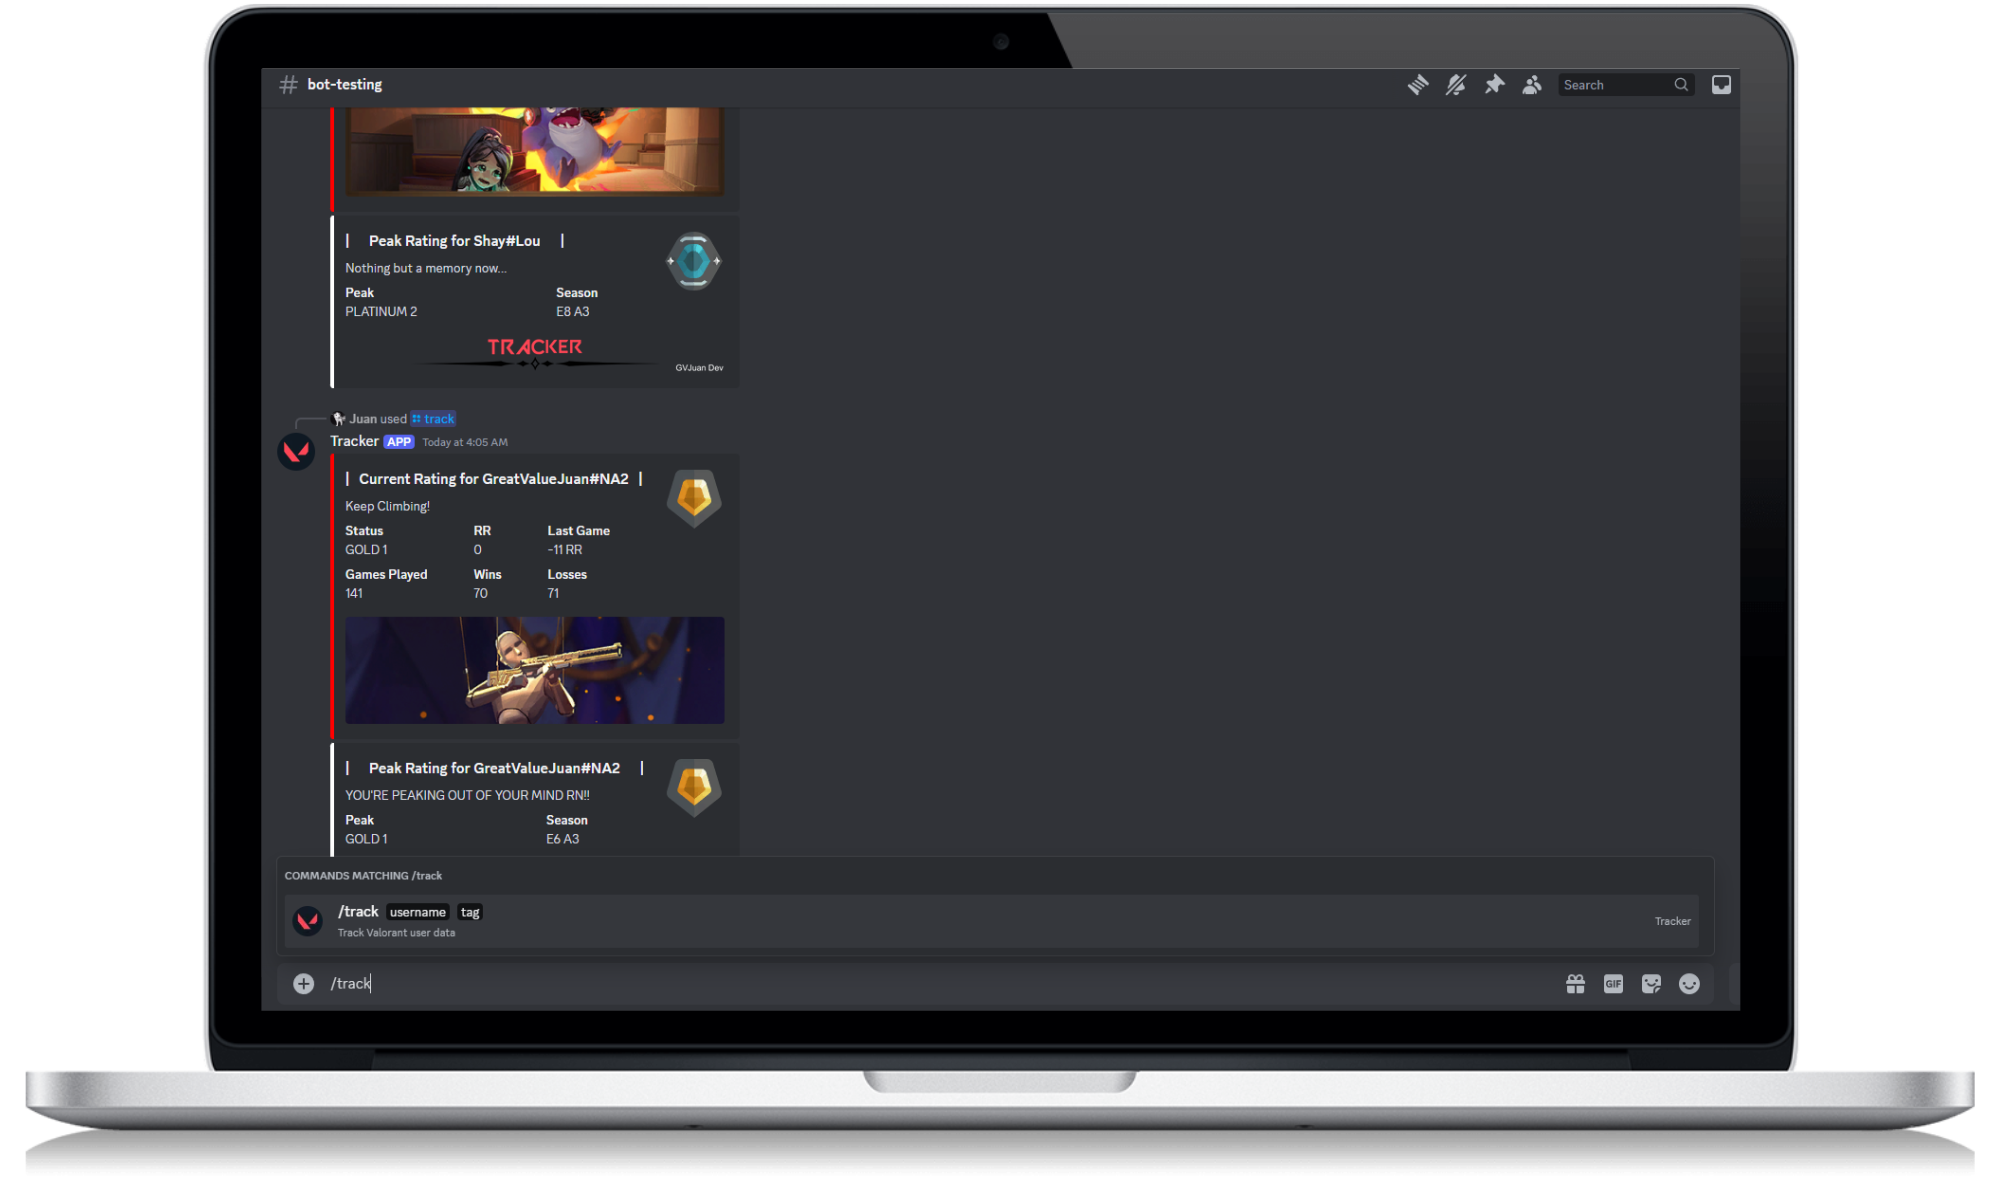 bot-testing
Search
| Peak Rating for Shay#Lou |
Nothing but a memory now...
Peak Season
PLATINUM 2 E8 A3
TRACKER
GVJuan Dev
Juan used track
Tracker APP Today at 4:05 AM
| Current Rating for GreatValueJuan#NA2 |
Keep Climbing!
Status RR Last Game
GOLD 1 0 -11 RR
Games Played Wins Losses
141 70 71
| Peak Rating for GreatValueJuan#NA2 |
YOU'RE PEAKING OUT OF YOUR MIND RN!!
Peak Season
GOLD 1 E6 A3
COMMANDS MATCHING /track
/track username tag
Track Valorant user data
Tracker
/track
GIF